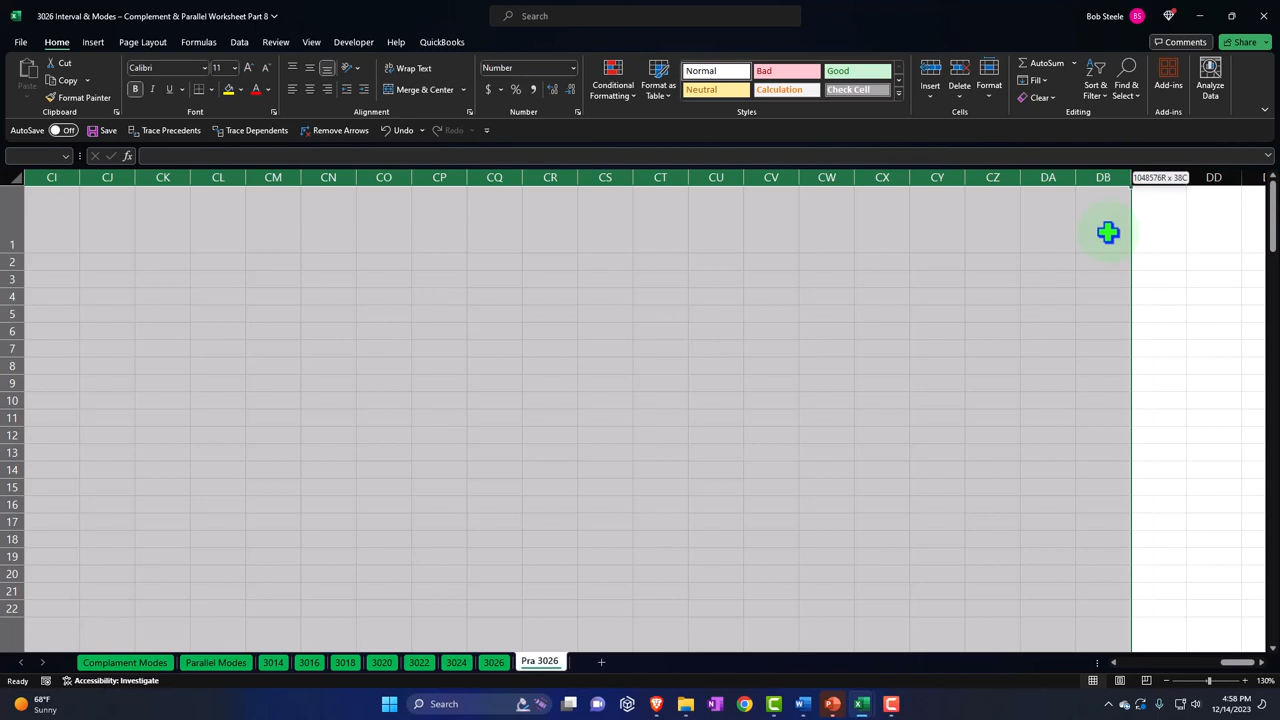 3026 Interval & Modes – Complement & Parallel Worksheet Part 8
Search
Bob Steele
BS
File Home Insert Page Layout Formulas Data Review View Developer Help QuickBooks
Comments
Share
Paste
Cut
Copy
Format Painter
Clipboard
Calibri
11
B I U
Font
Wrap Text
Merge & Center
Alignment
Number
$ % 9
Number
Conditional Formatting
Format as Table
Normal Bad Good
Neutral Calculation Check Cell
Styles
Insert Delete Format
Cells
AutoSum
Fill
Clear
Sort & Filter
Find & Select
Editing
Add-ins
Add-ins
Analyze Data
AutoSave Off Save Trace Precedents Trace Dependents Remove Arrows Undo Redo
fx
CI CJ CK CL CM CN CO CP CQ CR CS CT CU CV CW CX CY CZ DA DB 1048576R x 38C DD
1
2
3
4
5
6
7
8
9
10
11
12
13
14
15
16
17
18
19
20
21
22
Complament Modes Parallel Modes 3014 3016 3018 3020 3022 3024 3026 Pra 3026
Ready Accessibility: Investigate 130%
68°F
Sunny
Search
4:58 PM
12/14/2023